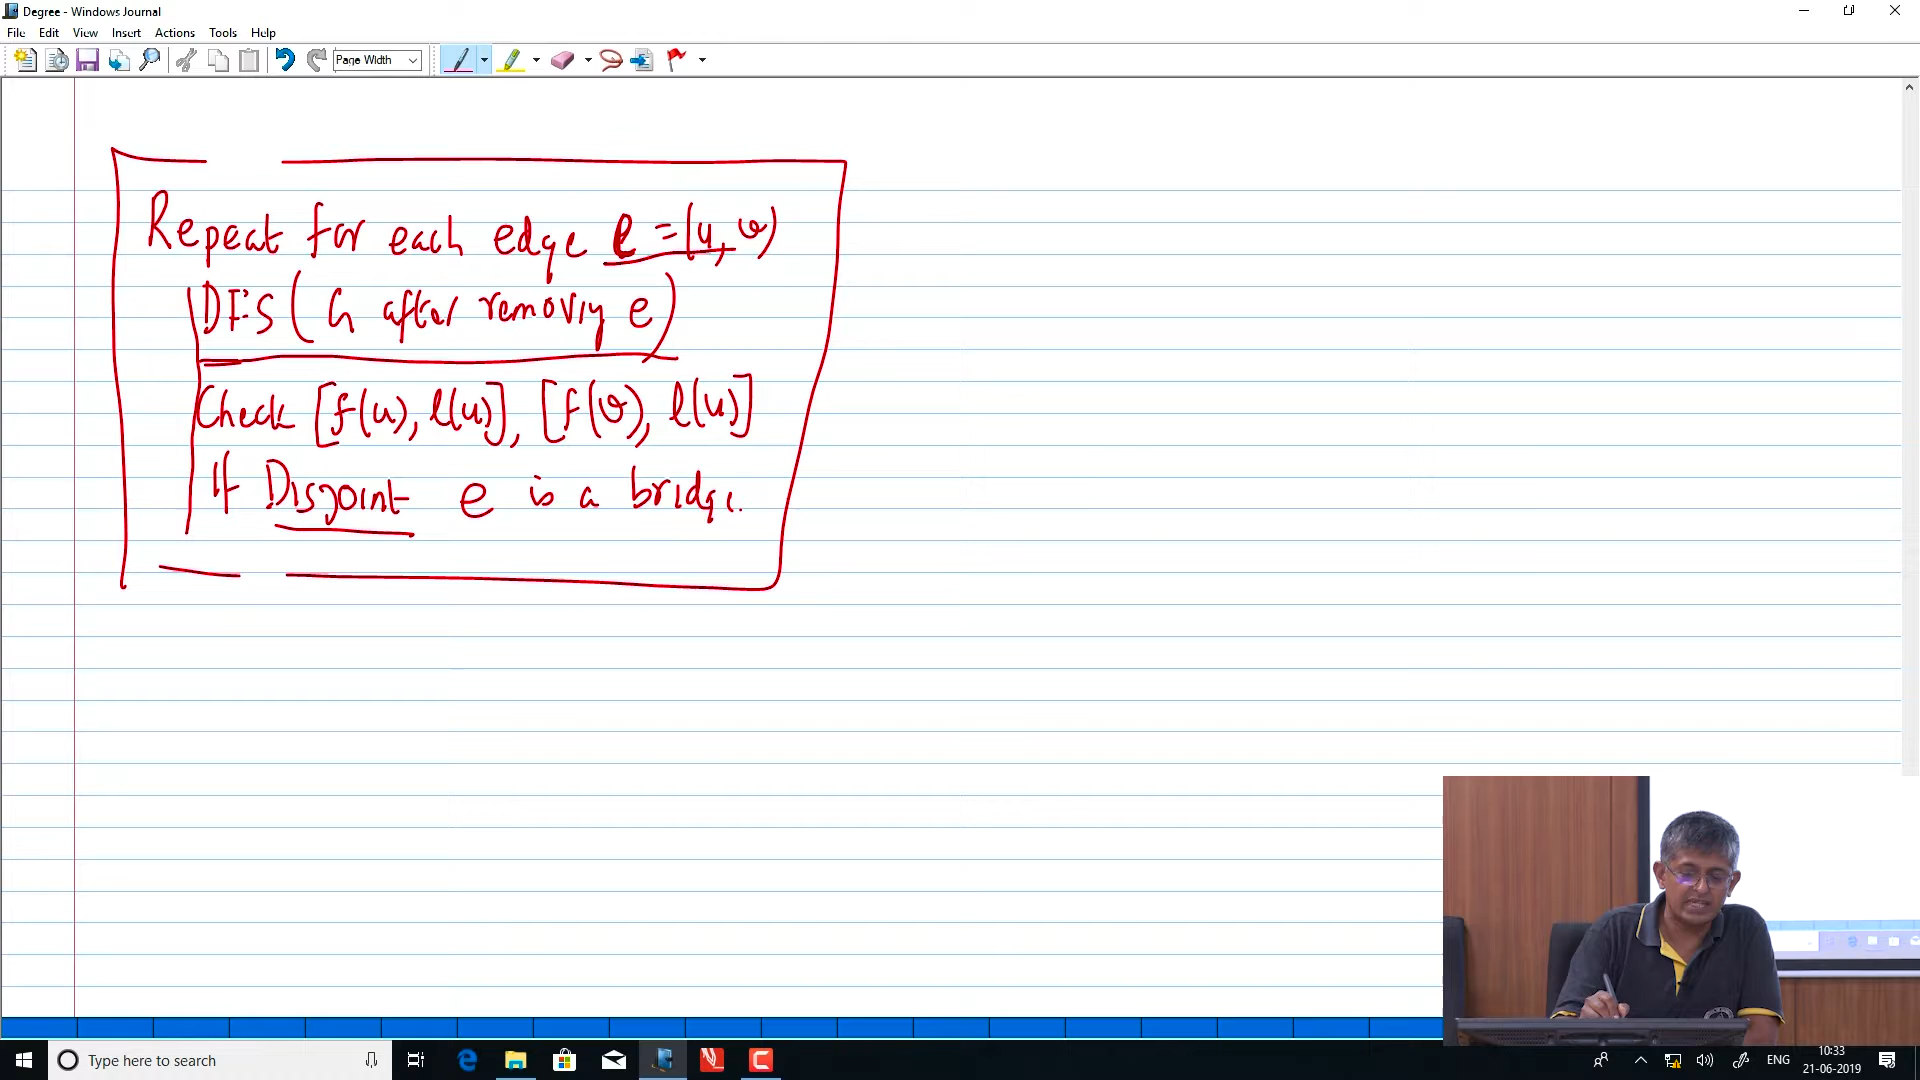 Degree - Windows Journal
File Edit View Insert Actions Tools Help
Page Width
Repeat for each edge e = (u, v)
DFS ( G after removing e )
Check [f(u), l(u)], [f(v), l(u)]
If Disjoint e is a bridge.
Type here to search
ENG
10:33
21-06-2019